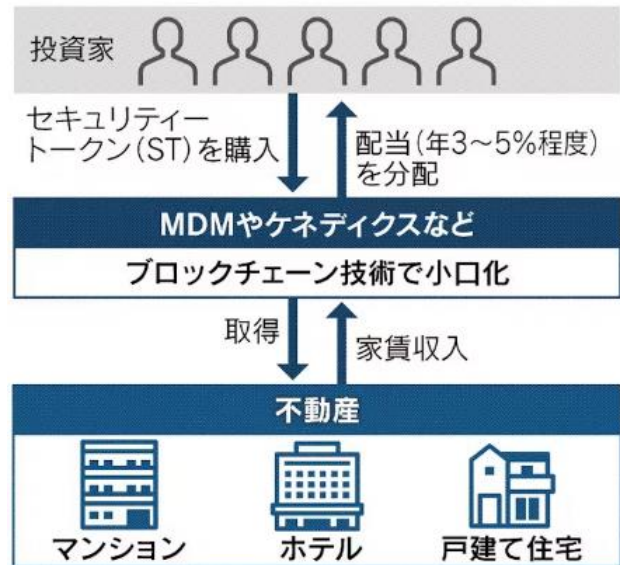 投資家
セキュリティー
トークン(ST)を購入
配当(年3～5%程度)
を分配
MDMやケネディクスなど
ブロックチェーン技術で小口化
取得
家賃収入
不動産
マンション
ホテル
戸建て住宅